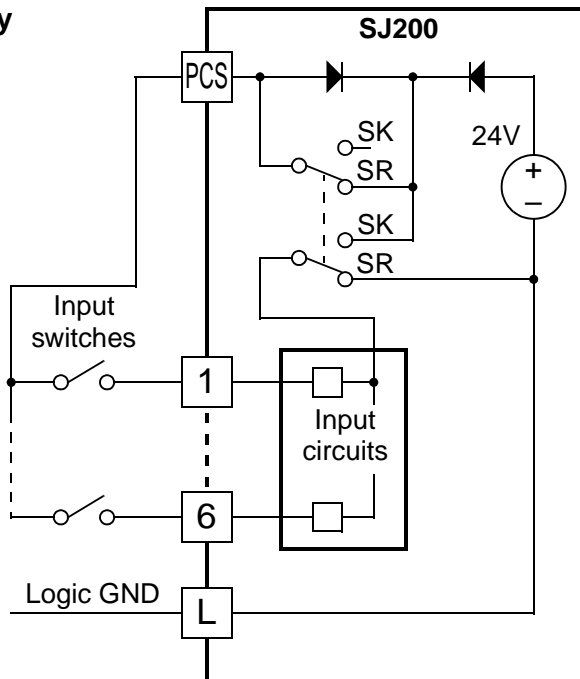 y
SJ200
PCS
SK
24V
SR
+
–
SK
SR
Input
switches
1
Input
circuits
6
Logic GND
L